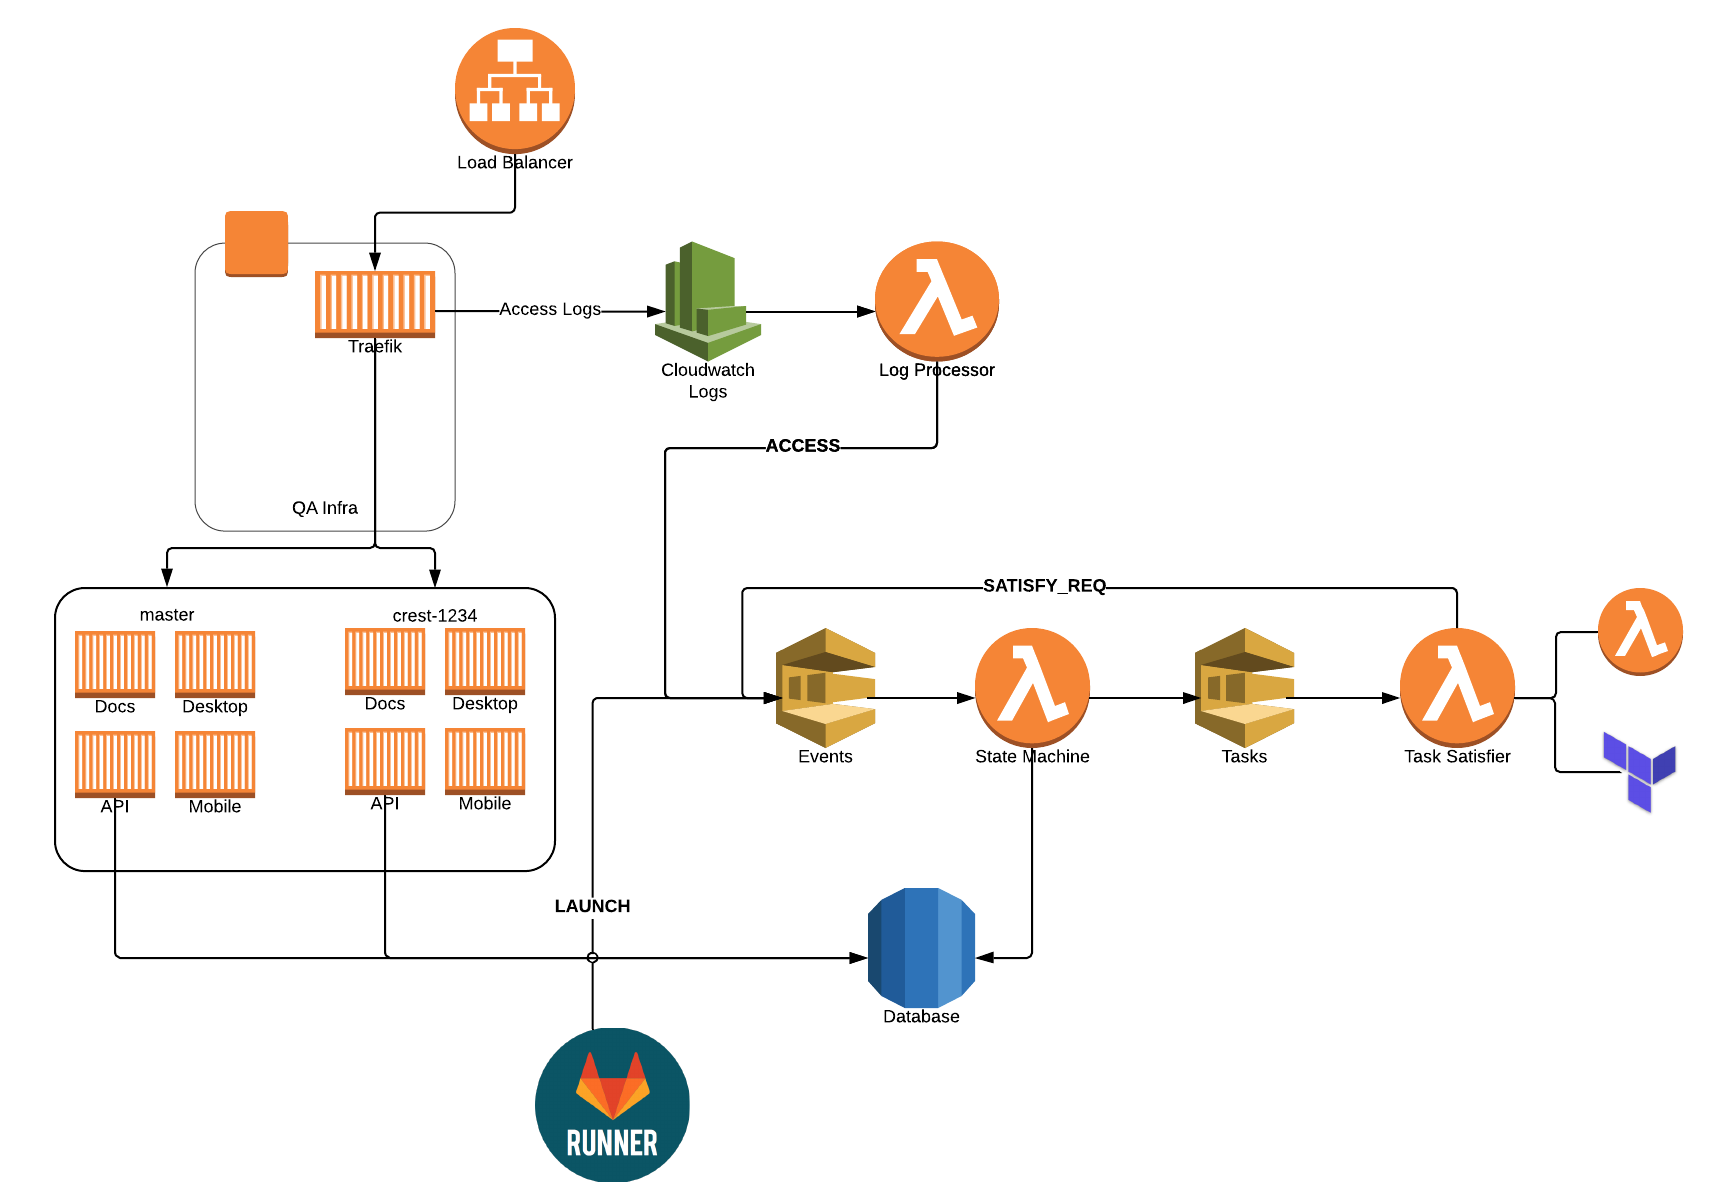 Load Balancer
Traefik
Access Logs
Cloudwatch
Logs
Log Processor
ACCESS
QA Infra
master
crest-1234
Docs
Desktop
Docs
Desktop
API
Mobile
API
Mobile
SATISFY_REQ
Events
State Machine
Tasks
Task Satisfier
LAUNCH
Database
RUNNER